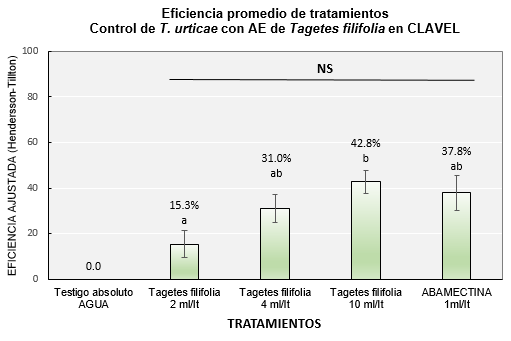 Eficiencia promedio de tratamientos
Control de T. urticae con AE de Tagetes filifolia en CLAVEL
EFICIENCIA AJUSTADA (Hendersson-Tillton)
100
80
60
40
20
0
NS
0.0
15.3%
a
31.0%
ab
42.8%
b
37.8%
ab
Testigo absoluto
AGUA
Tagetes filifolia
2 ml/lt
Tagetes filifolia
4 ml/lt
Tagetes filifolia
10 ml/lt
ABAMECTINA
1ml/lt
TRATAMIENTOS